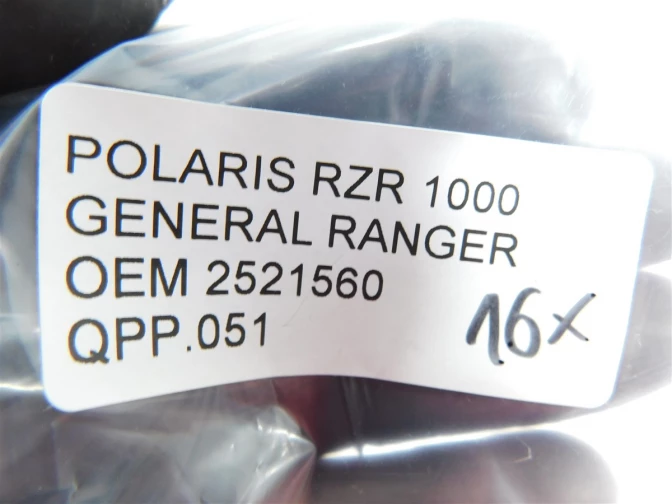 POLARIS RZR 1000
GENERAL RANGER
OEM 2521560
QPP.051
16x